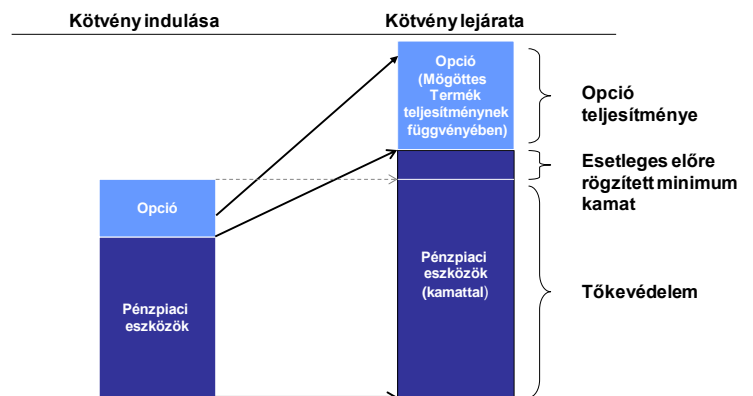 Kötvény indulása
Kötvény lejárata
Opció
(Mögöttes
Termék
teljesítménynek
függvényében)
Opció
teljesítménye
Esetleges előre
rögzített minimum
kamat
Opció
Pénzpiaci
eszközök
(kamattal)
Tőkevédelem
Pénzpiaci
eszközök